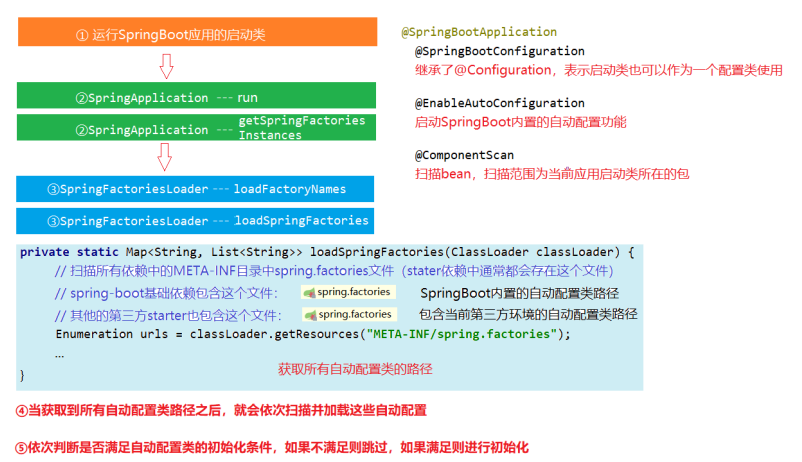 ① 运行SpringBoot应用的启动类
②SpringApplication --- run
②SpringApplication --- getSpringFactories
Instances
③SpringFactoriesLoader --- loadFactoryNames
③SpringFactoriesLoader --- loadSpringFactories
@SpringBootApplication
@SpringBootConfiguration
继承了@Configuration，表示启动类也可以作为一个配置类使用
@EnableAutoConfiguration
启动SpringBoot内置的自动配置功能
@ComponentScan
扫描bean，扫描范围为当前应用启动类所在的包
private static Map<String, List<String>> loadSpringFactories(ClassLoader classLoader) {
// 扫描所有依赖中的META-INF目录中spring.factories文件（stater依赖中通常都会存在这个文件）
// spring-boot基础依赖包含这个文件： spring.factories SpringBoot内置的自动配置类路径
// 其他的第三方starter也包含这个文件： spring.factories 包含当前第三方环境的自动配置类路径
Enumeration urls = classLoader.getResources("META-INF/spring.factories");
...
获取所有自动配置类的路径
}
④当获取到所有自动配置类路径之后，就会依次扫描并加载这些自动配置
⑤依次判断是否满足自动配置类的初始化条件，如果不满足则跳过，如果满足则进行初始化